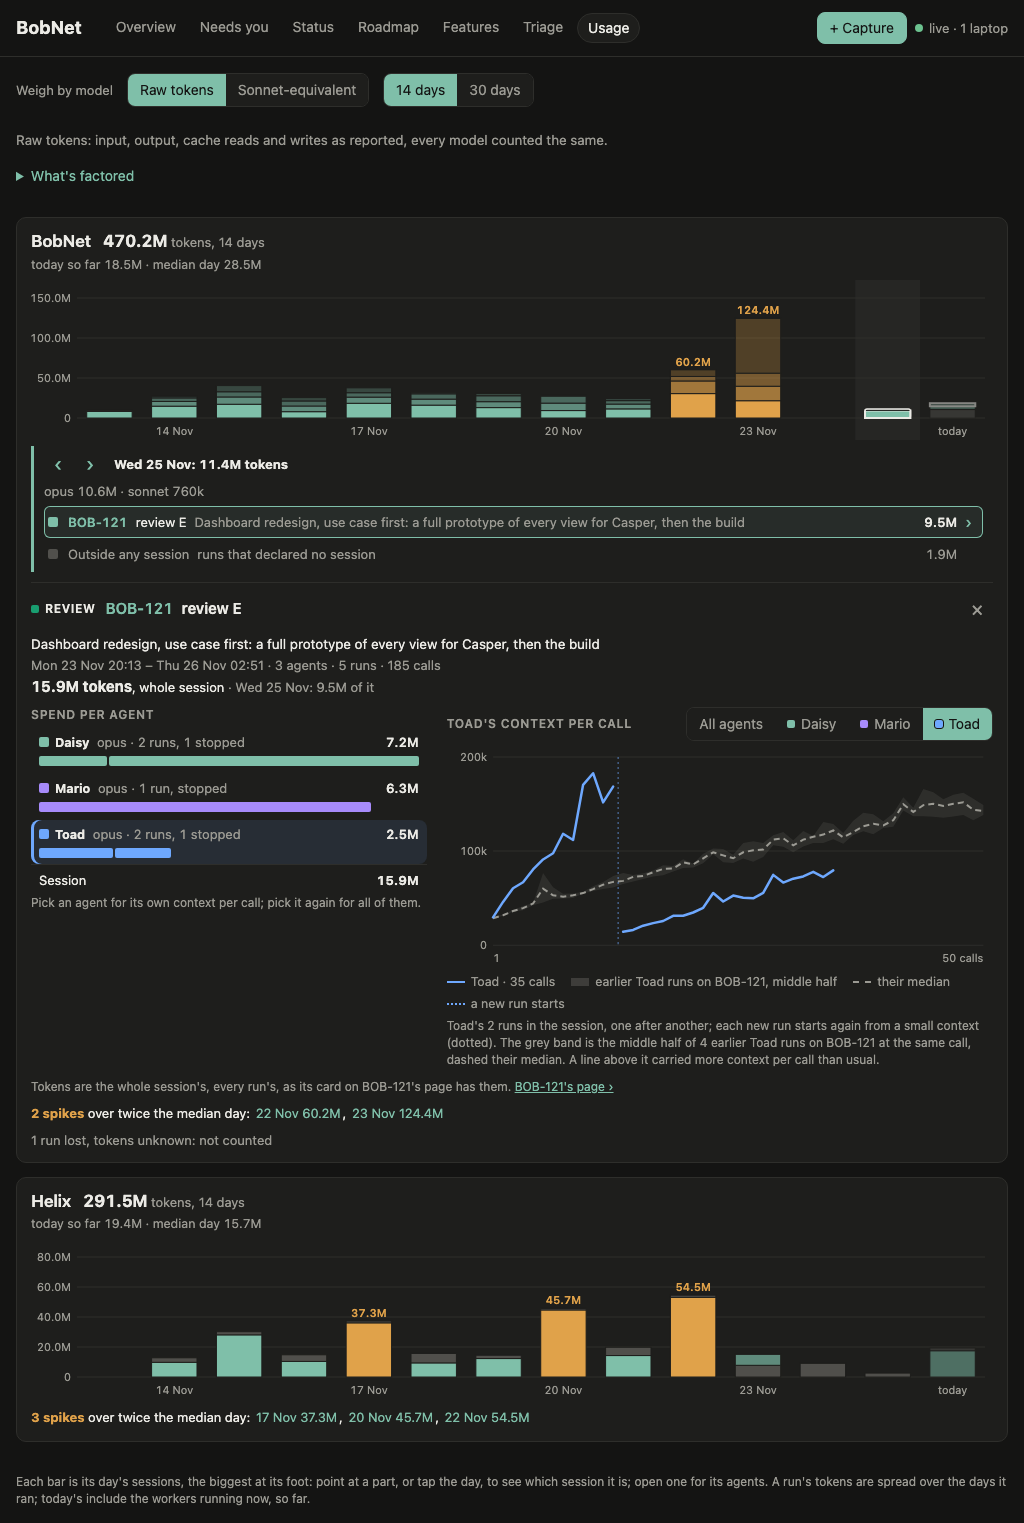 BobNet
Overview
Needs you
Status
Roadmap
Features
Triage
Usage
+ Capture
live · 1 laptop
Weigh by model
Raw tokens
Sonnet-equivalent
14 days
30 days
Raw tokens: input, output, cache reads and writes as reported, every model counted the same.
What's factored
BobNet 470.2M tokens, 14 days
today so far 18.5M · median day 28.5M
150.0M
100.0M
50.0M
0
60.2M
124.4M
14 Nov
17 Nov
20 Nov
23 Nov
today
‹ › Wed 25 Nov: 11.4M tokens
opus 10.6M · sonnet 760k
BOB-121 review E Dashboard redesign, use case first: a full prototype of every view for Casper, then the build 9.5M ›
Outside any session runs that declared no session 1.9M
REVIEW BOB-121 review E ×
Dashboard redesign, use case first: a full prototype of every view for Casper, then the build
Mon 23 Nov 20:13 – Thu 26 Nov 02:51 · 3 agents · 5 runs · 185 calls
15.9M tokens, whole session · Wed 25 Nov: 9.5M of it
SPEND PER AGENT
Daisy opus · 2 runs, 1 stopped 7.2M
Mario opus · 1 run, stopped 6.3M
Toad opus · 2 runs, 1 stopped 2.5M
Session 15.9M
Pick an agent for its own context per call; pick it again for all of them.
TOAD'S CONTEXT PER CALL
All agents
Daisy
Mario
Toad
200k
100k
0
1
50 calls
Toad · 35 calls
earlier Toad runs on BOB-121, middle half
their median
a new run starts
Toad's 2 runs in the session, one after another; each new run starts again from a small context
(dotted). The grey band is the middle half of 4 earlier Toad runs on BOB-121 at the same call,
dashed their median. A line above it carried more context per call than usual.
Tokens are the whole session's, every run's, as its card on BOB-121's page has them. BOB-121's page ›
2 spikes over twice the median day: 22 Nov 60.2M, 23 Nov 124.4M
1 run lost, tokens unknown: not counted
Helix 291.5M tokens, 14 days
today so far 19.4M · median day 15.7M
80.0M
60.0M
40.0M
20.0M
0
37.3M
45.7M
54.5M
14 Nov
17 Nov
20 Nov
23 Nov
today
3 spikes over twice the median day: 17 Nov 37.3M, 20 Nov 45.7M, 22 Nov 54.5M
Each bar is its day's sessions, the biggest at its foot: point at a part, or tap the day, to see which session it is; open one for its agents. A run's tokens are spread over the days it
ran; today's include the workers running now, so far.